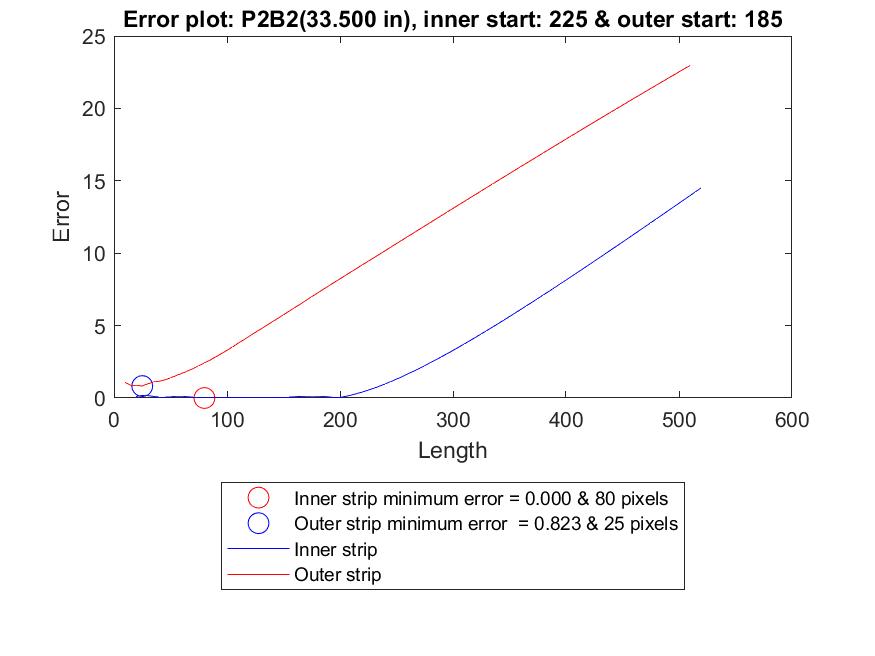 Error plot: P2B2(33.500 in), inner start: 225 & outer start: 185
25
20
15
10
5
0
Error
0 100 200 300 400 500 600
Length
Inner strip minimum error = 0.000 & 80 pixels
Outer strip minimum error = 0.823 & 25 pixels
Inner strip
Outer strip